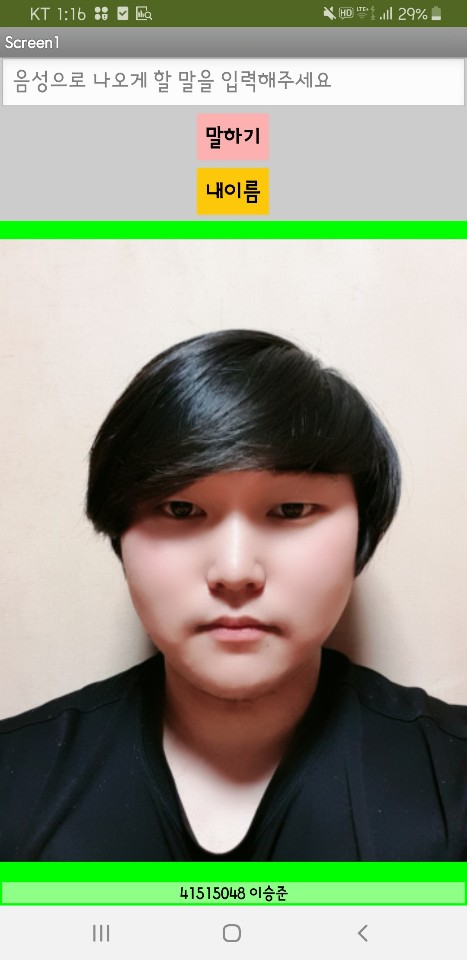 KT 1:16 29%
Screen1
음성으로 나오게 할 말을 입력해주세요
말하기
내이름
41515048 이승준